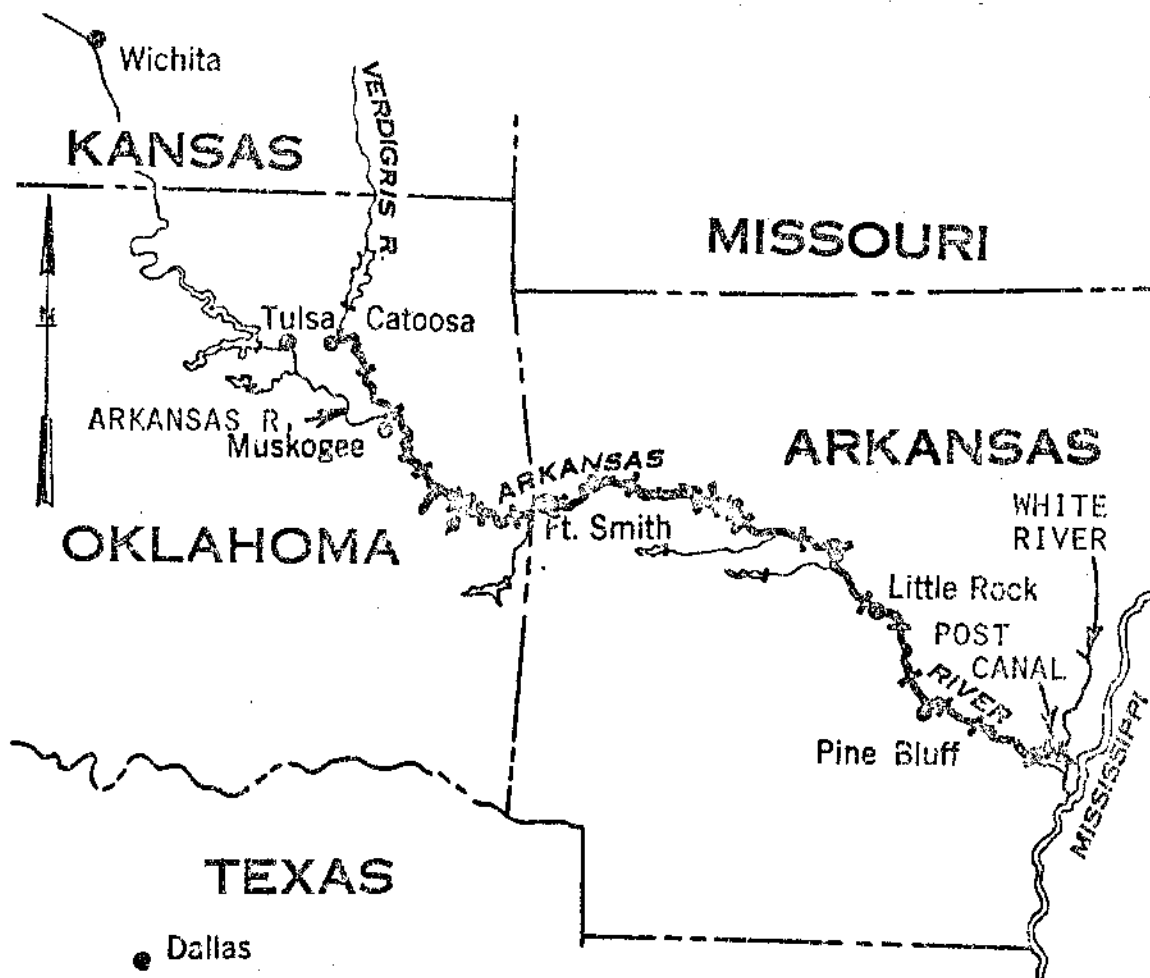 Wichita
VERDIGRIS R.
KANSAS
MISSOURI
N
Tulsa
Catoosa
ARKANSAS R.
Muskogee
ARKANSAS
ARKANSAS
WHITE
RIVER
OKLAHOMA
Ft. Smith
Little Rock
POST
CANAL
RIVER
Pine Bluff
MISSISSIPPI
TEXAS
Dallas